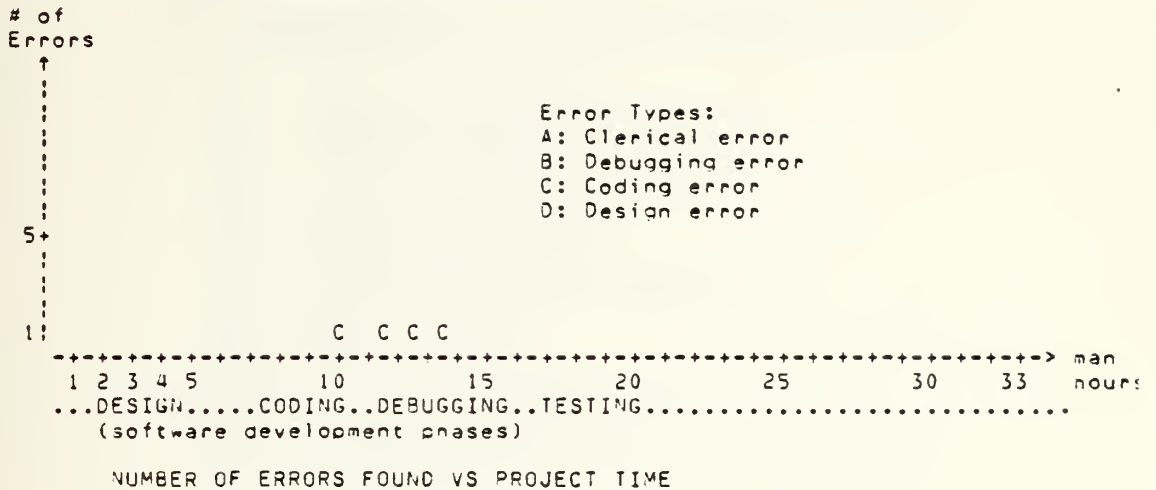 # of
Errors
Error Types:
A: Clerical error
B: Debugging error
C: Coding error
D: Design error
5+
1 C C C C
-+-+-+-+-+-+-+-+-+-+-+-+-+-+-+-+-+-+-+-+-+-+-+-+-+-+-+-+-+-+-+-+-+-> man
1 2 3 4 5 10 15 20 25 30 33 hours
...DESIGN.....CODING..DEBUGGING..TESTING.............................
(software development phases)
NUMBER OF ERRORS FOUND VS PROJECT TIME